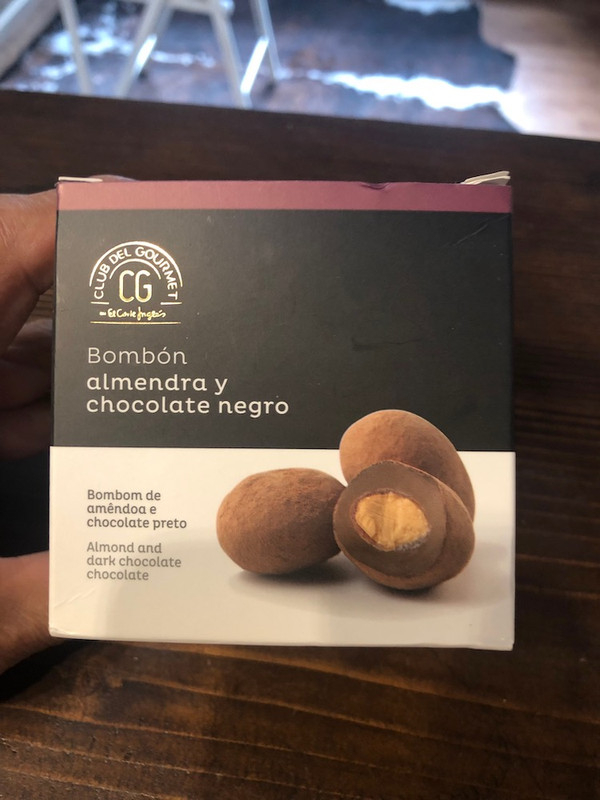 CLUB DEL GOURMET
CG
El Corte Inglés
Bombón
almendra y
chocolate negro
Bombom de
amêndoa e
chocolate preto
Almond and
dark chocolate
chocolate